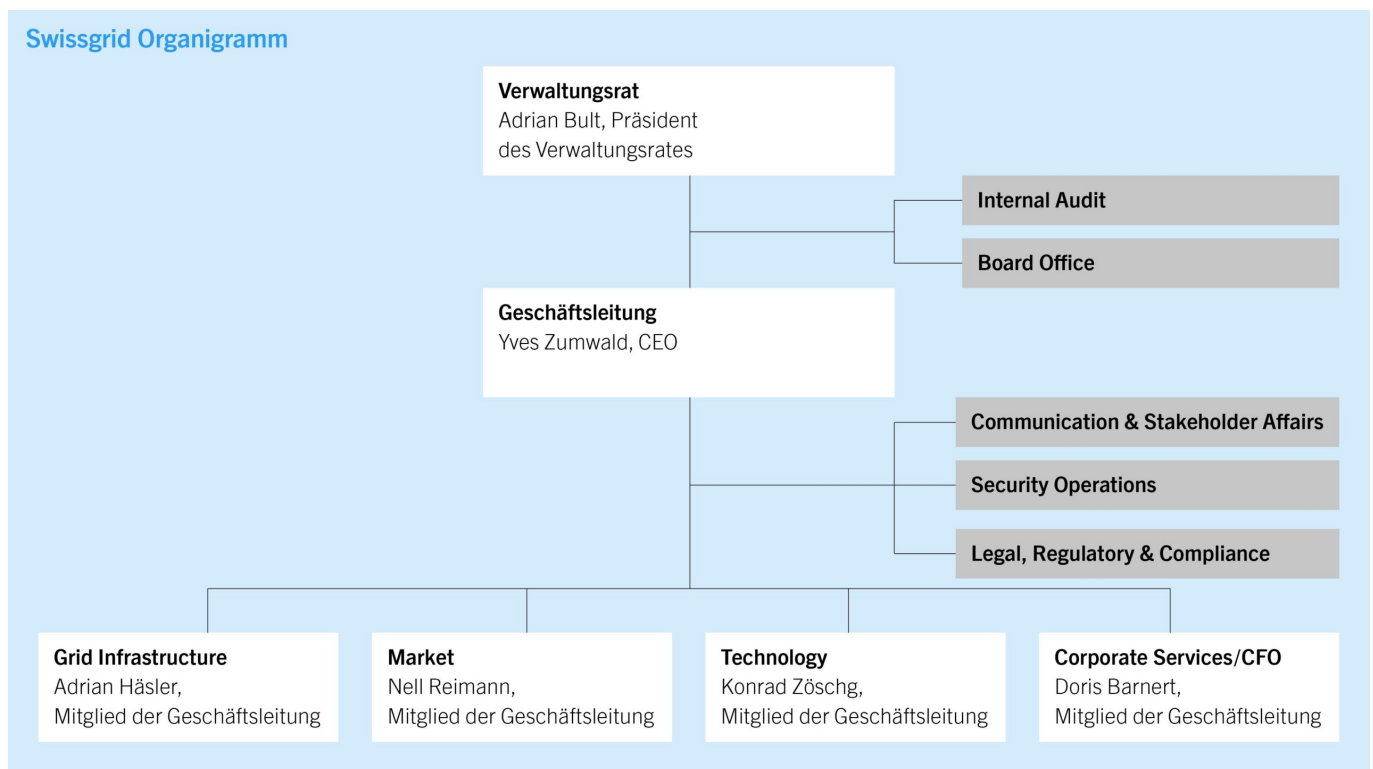 Swissgrid Organigramm
Verwaltungsrat
Adrian Bult, Präsident
des Verwaltungsrates
Internal Audit
Board Office
Geschäftsleitung
Yves Zumwald, CEO
Communication & Stakeholder Affairs
Security Operations
Legal, Regulatory & Compliance
Grid Infrastructure
Adrian Häsler,
Mitglied der Geschäftsleitung
Market
Nell Reimann,
Mitglied der Geschäftsleitung
Technology
Konrad Zöschg,
Mitglied der Geschäftsleitung
Corporate Services/CFO
Doris Barnert,
Mitglied der Geschäftsleitung